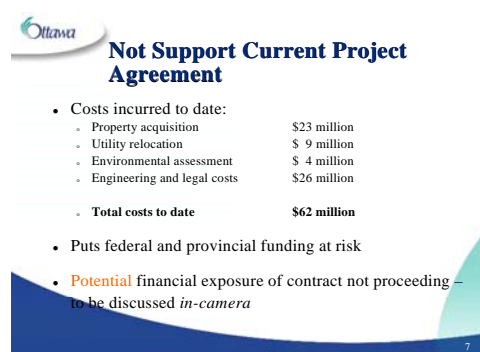 Ottawa
Not Support Current Project
Agreement
• Costs incurred to date:
Property acquisition $23 million
Utility relocation $ 9 million
Environmental assessment $ 4 million
Engineering and legal costs $26 million
Total costs to date $62 million
• Puts federal and provincial funding at risk
• Potential financial exposure of contract not proceeding –
to be discussed in-camera
7